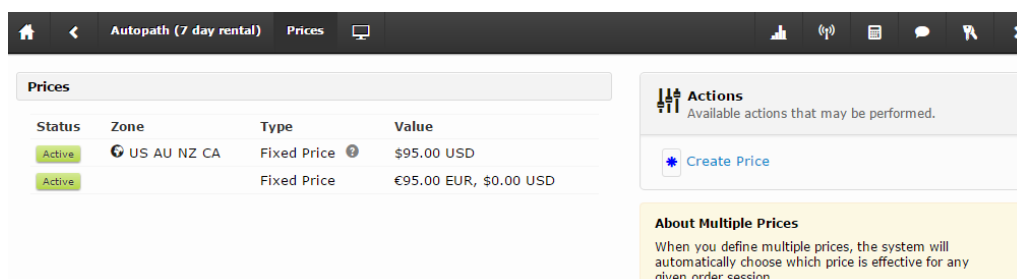 Autopath (7 day rental) Prices
Prices
Status Zone Type Value
Active US AU NZ CA Fixed Price $95.00 USD
Active Fixed Price €95.00 EUR, $0.00 USD
Actions
Available actions that may be performed.
Create Price
About Multiple Prices
When you define multiple prices, the system will
automatically choose which price is effective for any
given order session